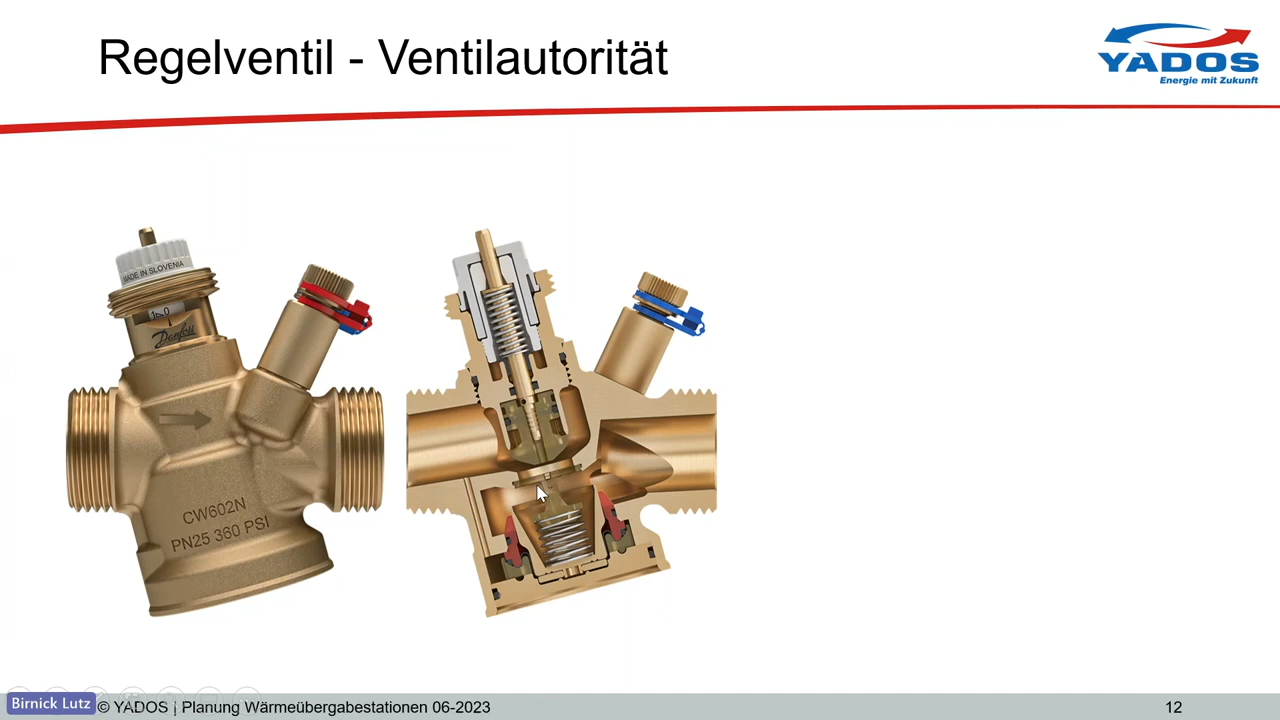 Regelventil - Ventilautorität
YADOS
Energie mit Zukunft
MADE IN SLOVENIA
Danfoss
CW602N
PN25 360 PSI
Birnick Lutz
© YADOS | Planung Wärmeübergabestationen 06-2023
12